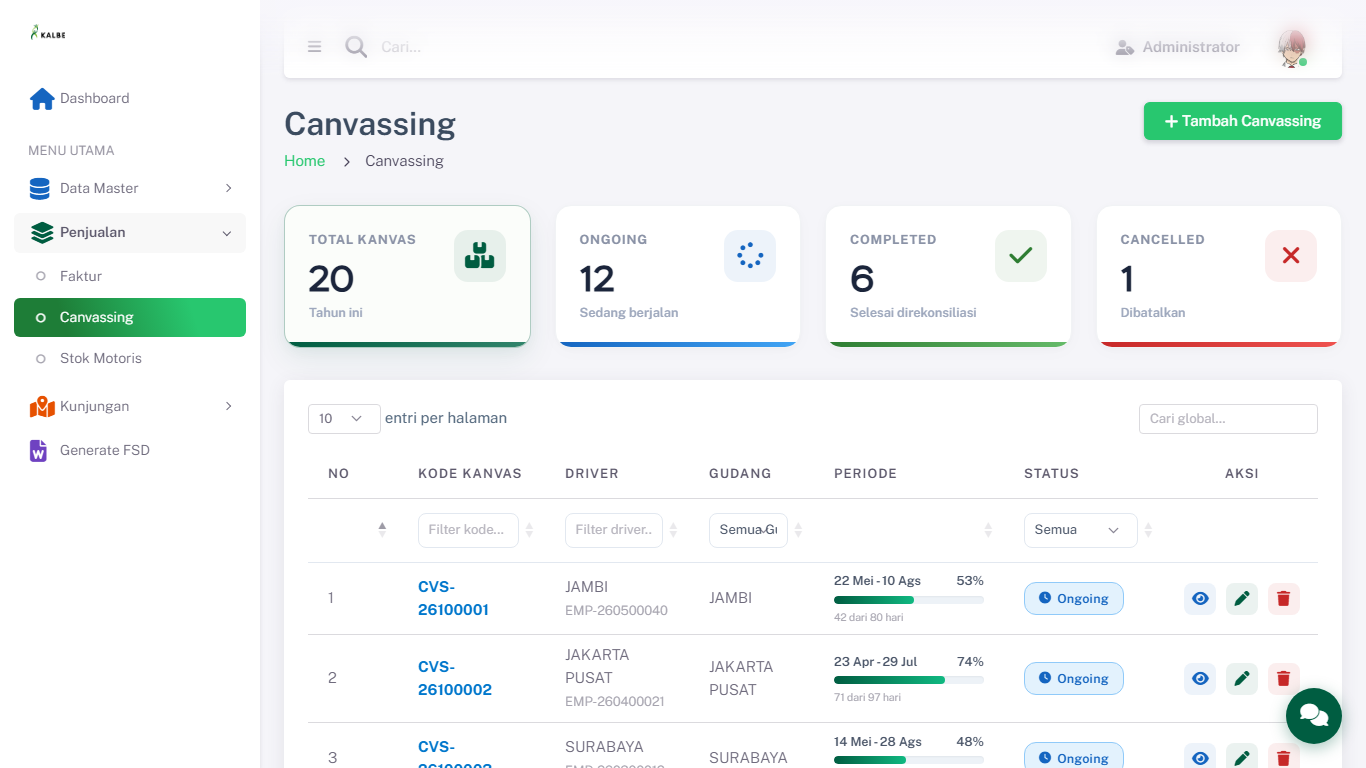 KALBE
Cari...
Administrator
Dashboard
MENU UTAMA
Data Master
Penjualan
Faktur
Canvassing
Stok Motoris
Kunjungan
Generate FSD
Canvassing
Home > Canvassing
+ Tambah Canvassing
TOTAL KANVAS
20
Tahun ini
ONGOING
12
Sedang berjalan
COMPLETED
6
Selesai direkonsiliasi
CANCELLED
1
Dibatalkan
10 entri per halaman
Cari global...
NO KODE KANVAS DRIVER GUDANG PERIODE STATUS AKSI
Filter kode... Filter driver.. Semua Semua
1
CVS-
26100001
JAMBI
EMP-260500040
JAMBI
22 Mei - 10 Ags 53%
42 dari 80 hari
Ongoing
2
CVS-
26100002
JAKARTA
PUSAT
EMP-260400021
JAKARTA
PUSAT
23 Apr - 29 Jul 74%
71 dari 97 hari
Ongoing
3
CVS-
SURABAYA
SURABAYA
14 Mei - 28 Ags 48%
Ongoing